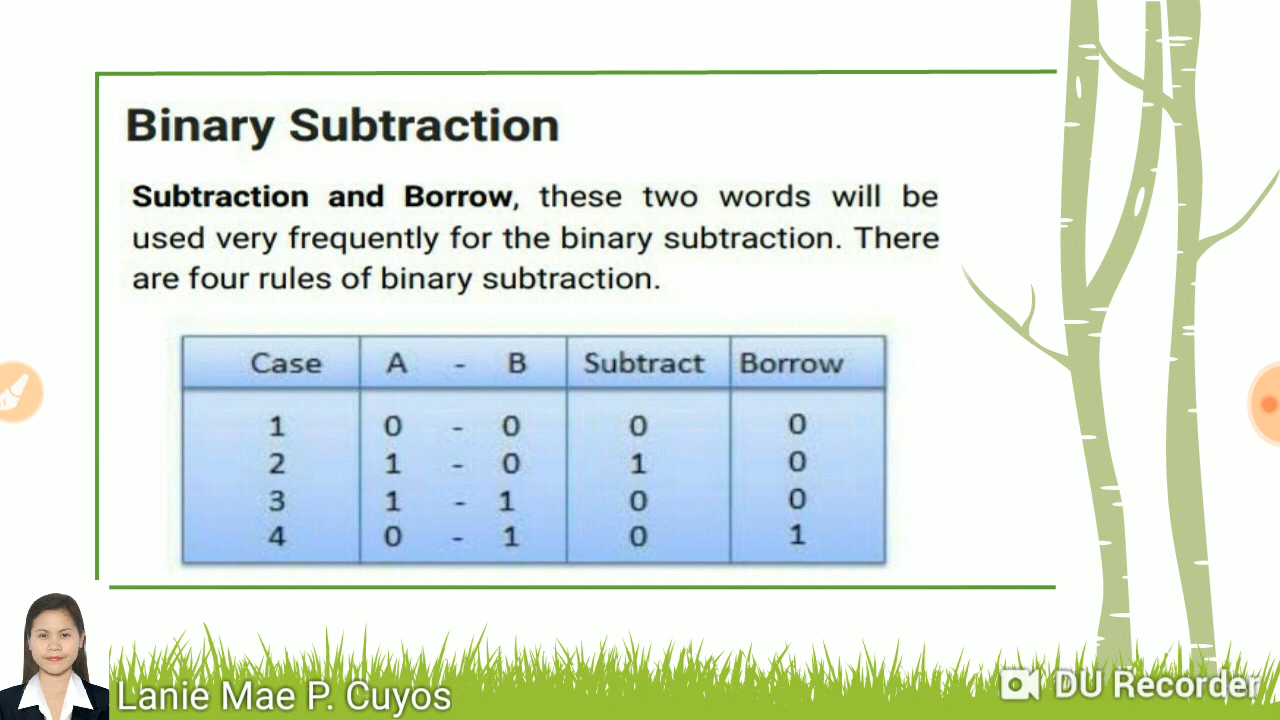 Binary Subtraction
Subtraction and Borrow, these two words will be
used very frequently for the binary subtraction. There
are four rules of binary subtraction.
Case A - B Subtract Borrow
1 0 - 0 0 0
2 1 - 0 1 0
3 1 - 1 0 0
4 0 - 1 0 1
Lanie Mae P. Cuyos
DU Recorder